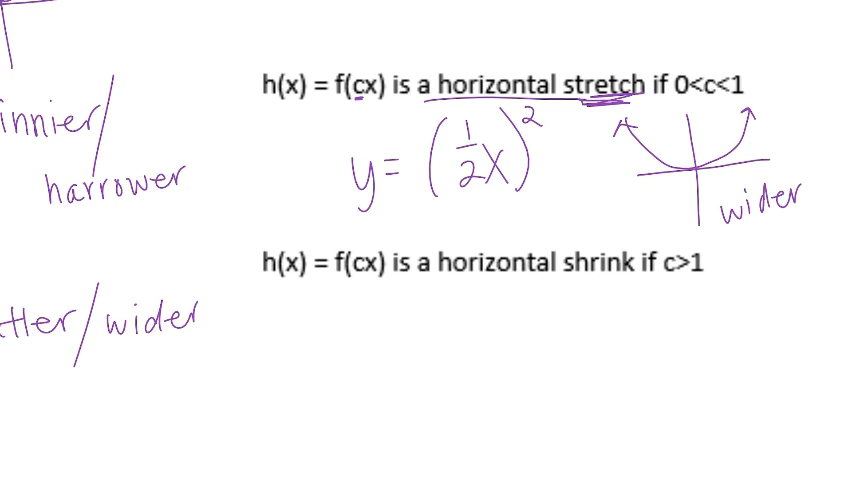 h(x) = f(cx) is a horizontal stretch if 0<c<1
innier/
harrower
y = (1/2 x)^2
wider
h(x) = f(cx) is a horizontal shrink if c>1
tter/wider